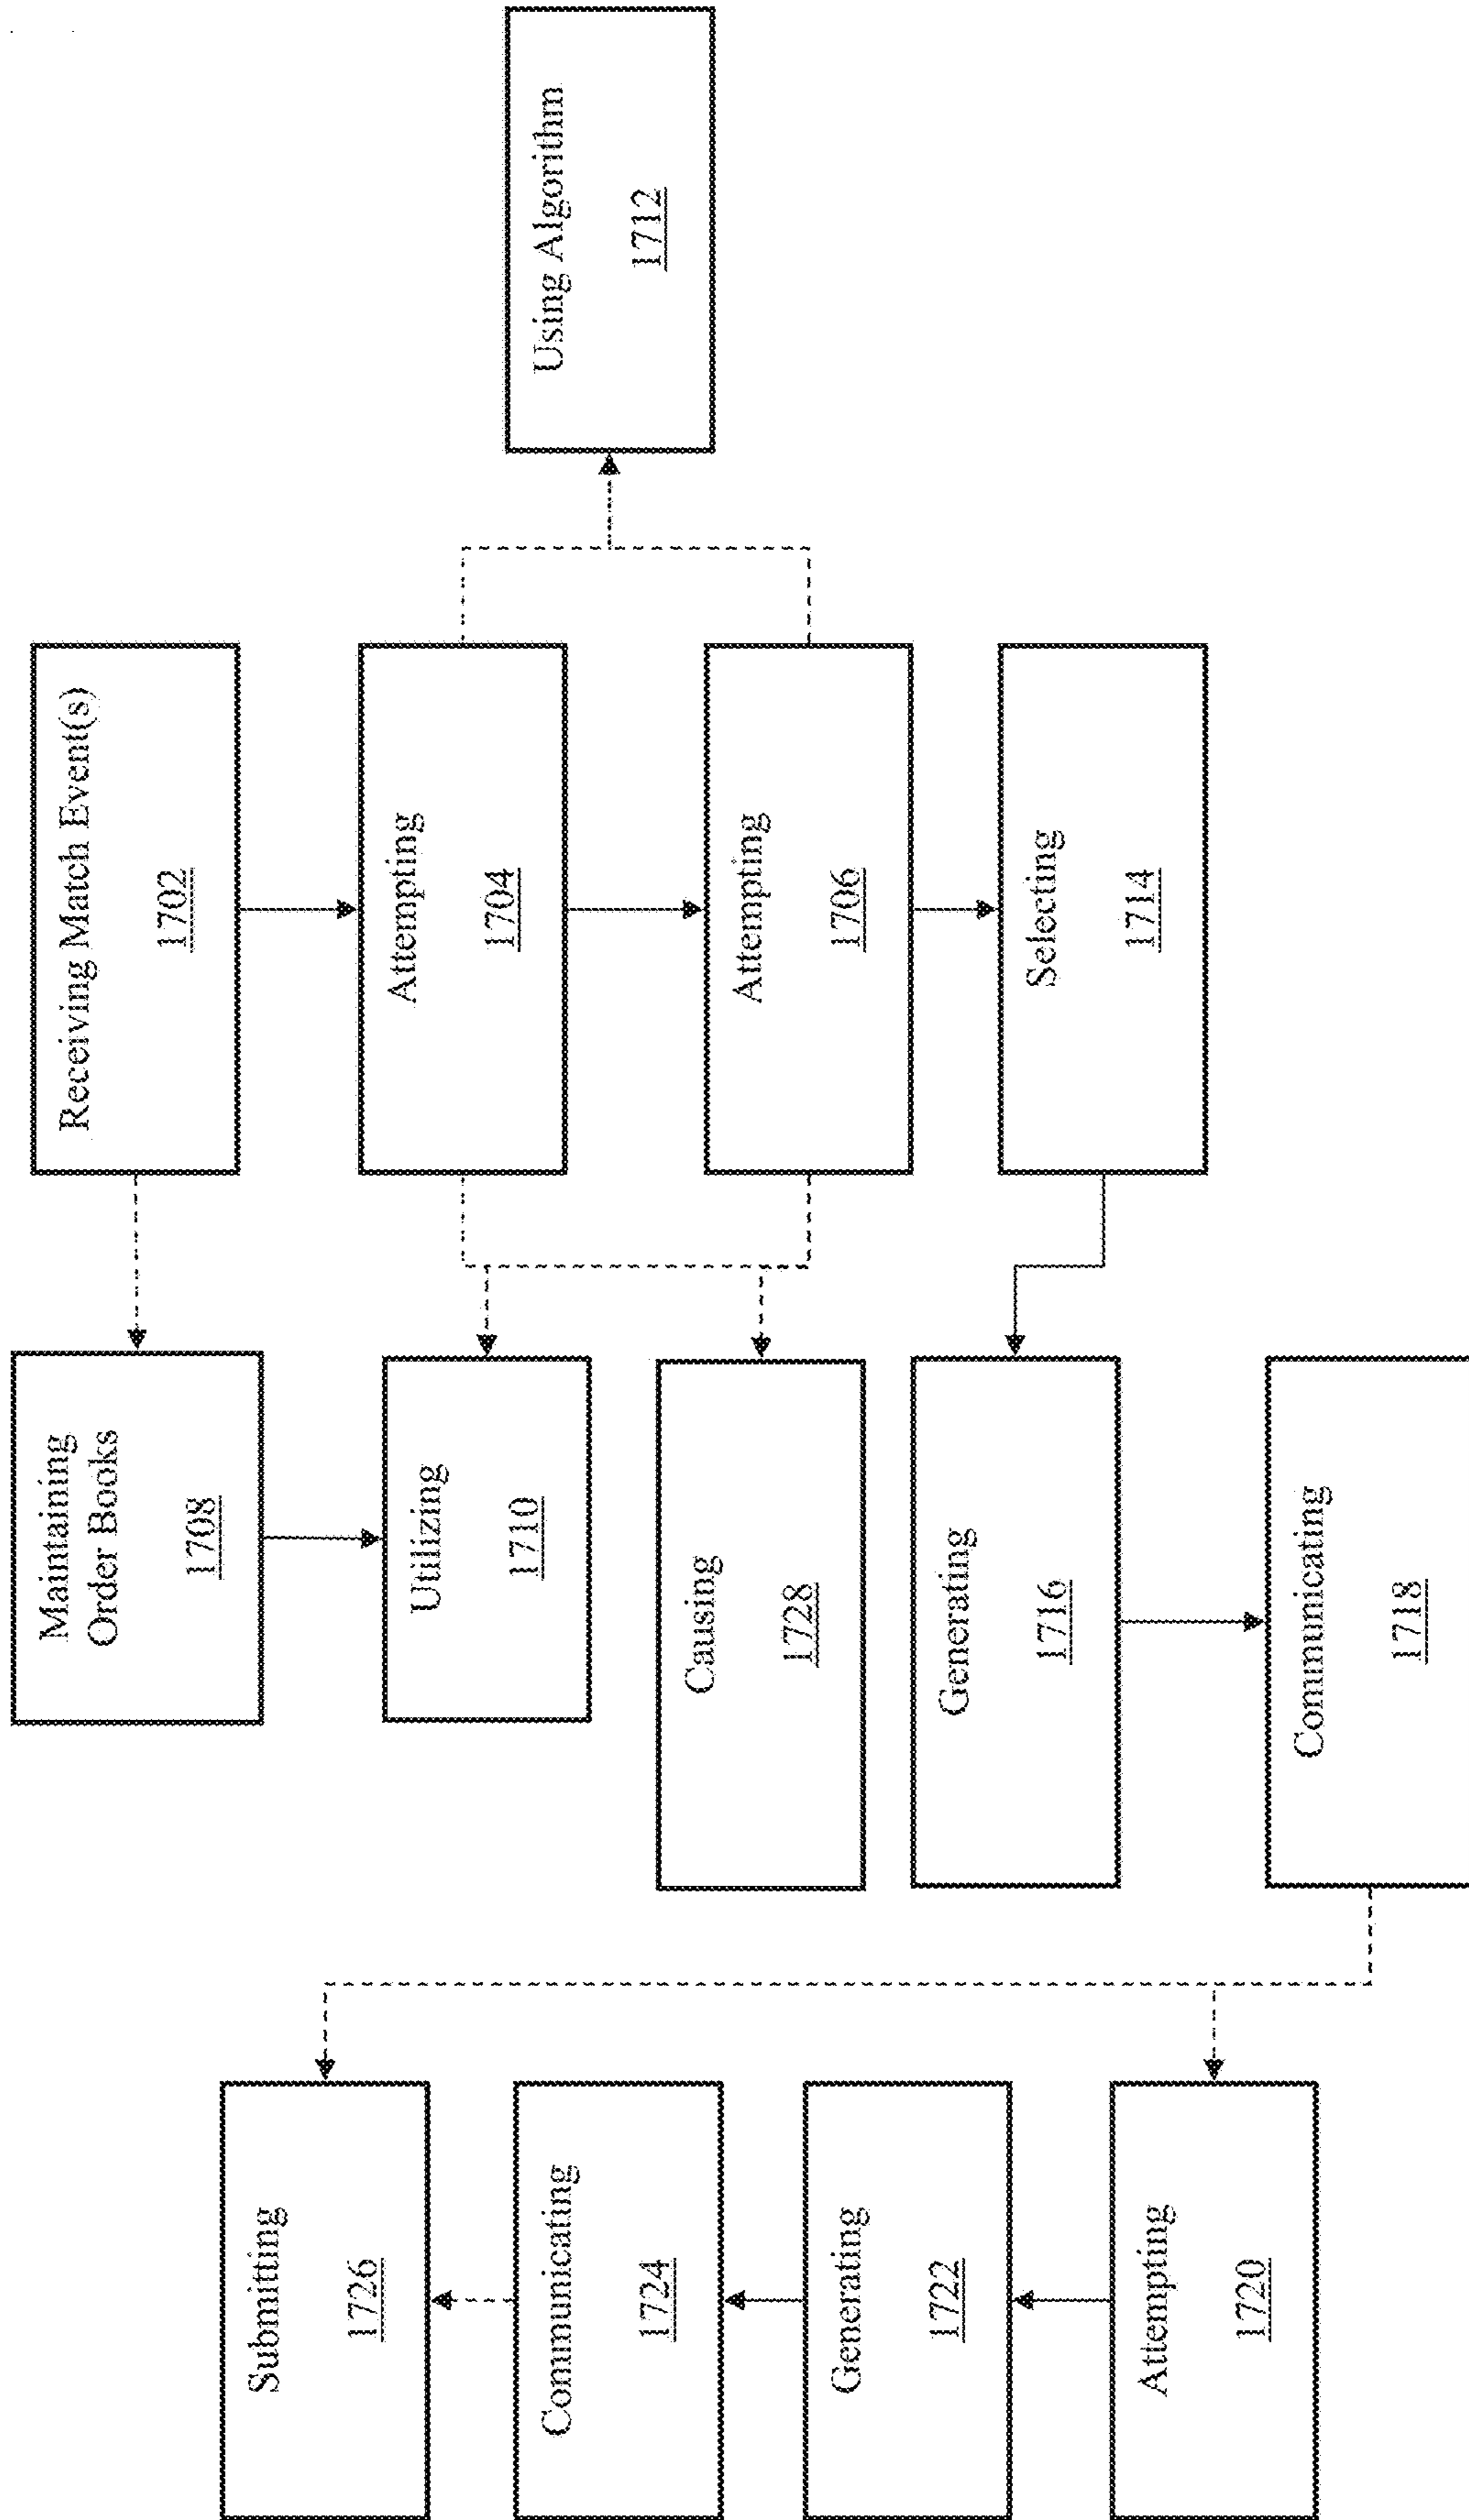 Receiving Match Event(s)
1702
Attempting
1704
Attempting
1706
Selecting
1714
Using Algorithm
1712
Maintaining
Order Books
1708
Utilizing
1710
Causing
1728
Generating
1716
Communicating
1718
Submitting
1726
Communicating
1724
Generating
1722
Attempting
1720